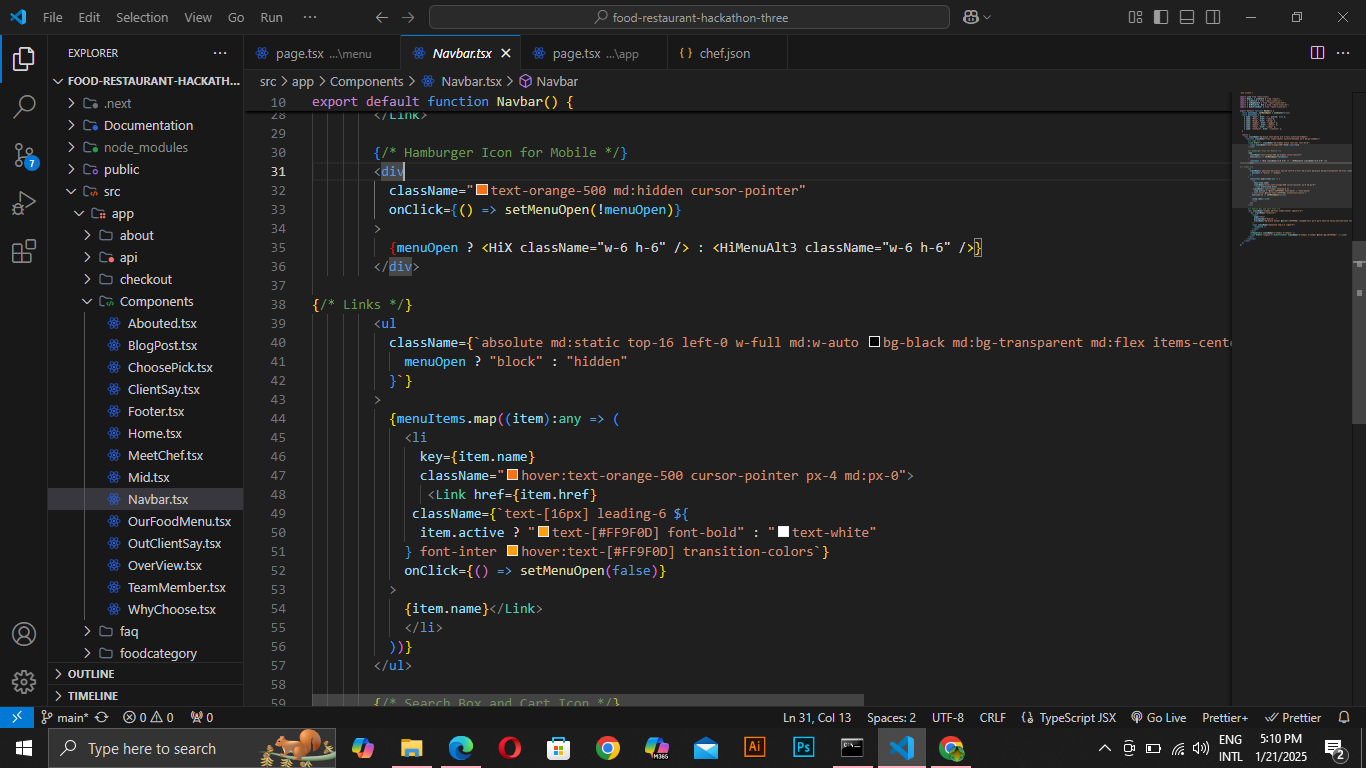 File Edit Selection View Go Run ··· food-restaurant-hackathon-three
EXPLORER ···
FOOD-RESTAURANT-HACKATH...
.next
Documentation
node_modules
public
src
app
about
api
checkout
Components
Abouted.tsx
BlogPost.tsx
ChoosePick.tsx
ClientSay.tsx
Footer.tsx
Home.tsx
MeetChef.tsx
Mid.tsx
Navbar.tsx
OurFoodMenu.tsx
OutClientSay.tsx
OverView.tsx
TeamMember.tsx
WhyChoose.tsx
faq
foodcategory
OUTLINE
TIMELINE
7
page.tsx ...\menu Navbar.tsx page.tsx ...\app {} chef.json ···
src > app > Components > Navbar.tsx > Navbar
10 export default function Navbar() {
28 </Link>
29
30 {/* Hamburger Icon for Mobile */}
31 <div
32 className="text-orange-500 md:hidden cursor-pointer"
33 onClick={() => setMenuOpen(!menuOpen)}
34 >
35 {menuOpen ? <HiX className="w-6 h-6" /> : <HiMenuAlt3 className="w-6 h-6" />}
36 </div>
37
38 {/* Links */}
39 <ul
40 className={`absolute md:static top-16 left-0 w-full md:w-auto bg-black md:bg-transparent md:flex items-cente
41 menuOpen ? "block" : "hidden"
42 }`}
43 >
44 {menuItems.map((item):any => (
45 <li
46 key={item.name}
47 className="hover:text-orange-500 cursor-pointer px-4 md:px-0">
48 <Link href={item.href}
49 className={`text-[16px] leading-6 ${
50 item.active ? "text-[#FF9F0D] font-bold" : "text-white"
51 } font-inter hover:text-[#FF9F0D] transition-colors`}
52 onClick={() => setMenuOpen(false)}
53 >
54 {item.name}</Link>
55 </li>
56 ))}
57 </ul>
58
59 {/* Search Box and Cart Icon */}
main* 0 0 0 Ln 31, Col 13 Spaces: 2 UTF-8 CRLF {} TypeScript JSX Go Live Prettier+ Prettier
Type here to search M365 Ai Ps ENG INTL 5:10 PM 1/21/2025 2